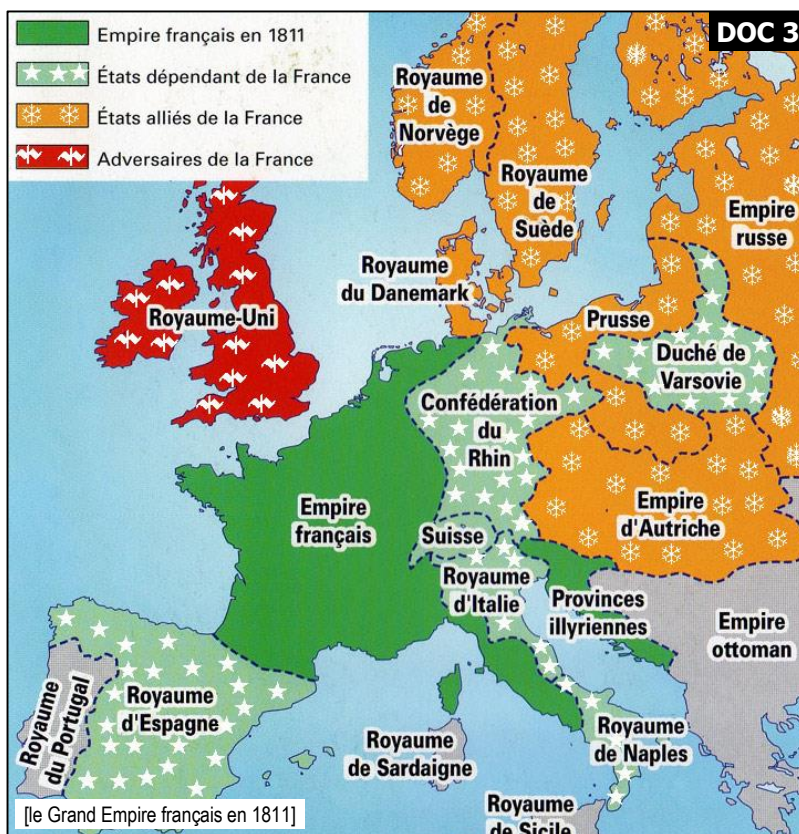 DOC 3
Empire français en 1811
États dépendant de la France
États alliés de la France
Adversaires de la France
Royaume
de
Norvège
Royaume
de
Suède
Empire
russe
Royaume
du Danemark
Royaume-Uni
Prusse
Duché de
Varsovie
Confédération
du
Rhin
Empire
français
Empire
d'Autriche
Suisse
Royaume
d'Italie
Provinces
illyriennes
Empire
ottoman
Royaume
du Portugal
Royaume
d'Espagne
Royaume
de Sardaigne
Royaume
de Naples
Royaume
de Sicile
[le Grand Empire français en 1811]